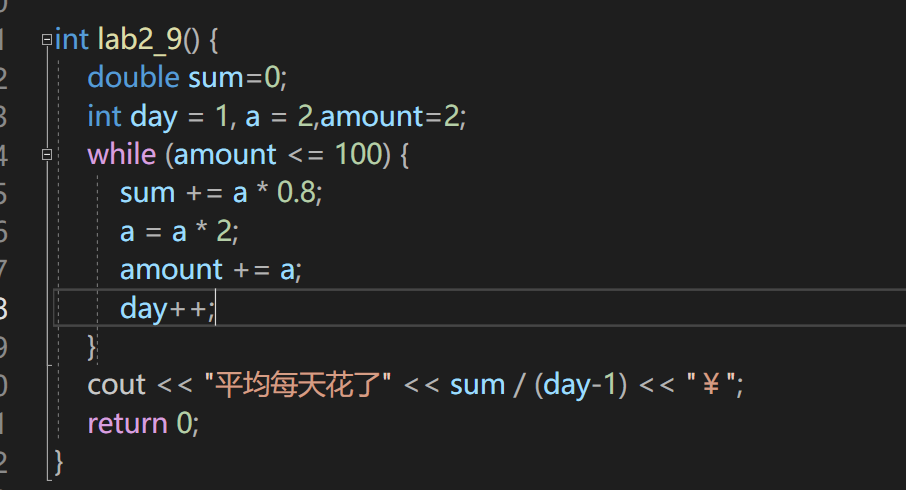 int lab2_9() {
double sum=0;
int day = 1, a = 2,amount=2;
while (amount <= 100) {
sum += a * 0.8;
a = a * 2;
amount += a;
day++;
}
cout << "平均每天花了" << sum / (day-1) << "￥";
return 0;
}